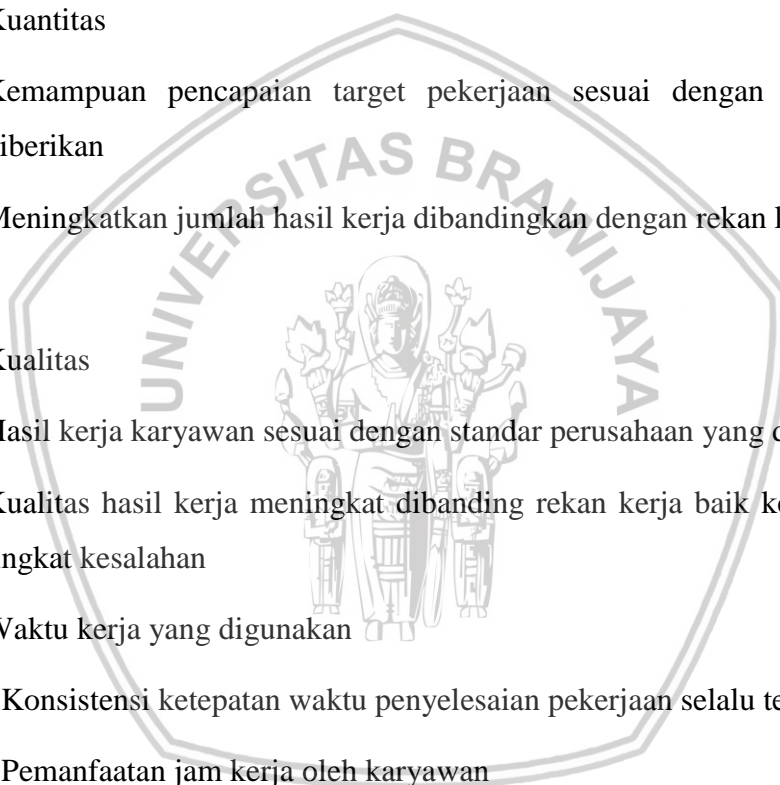 Kuantitas
Kemampuan pencapaian target pekerjaan sesuai dengan
iberikan
Meningkatkan jumlah hasil kerja dibandingkan dengan rekan
Kualitas
Hasil kerja karyawan sesuai dengan standar perusahaan yang
Kualitas hasil kerja meningkat dibanding rekan kerja baik
ingkat kesalahan
Waktu kerja yang digunakan
Konsistensi ketepatan waktu penyelesaian pekerjaan selalu
Pemanfaatan jam kerja oleh karyawan
UNIVERSITAS BRAWIJAYA